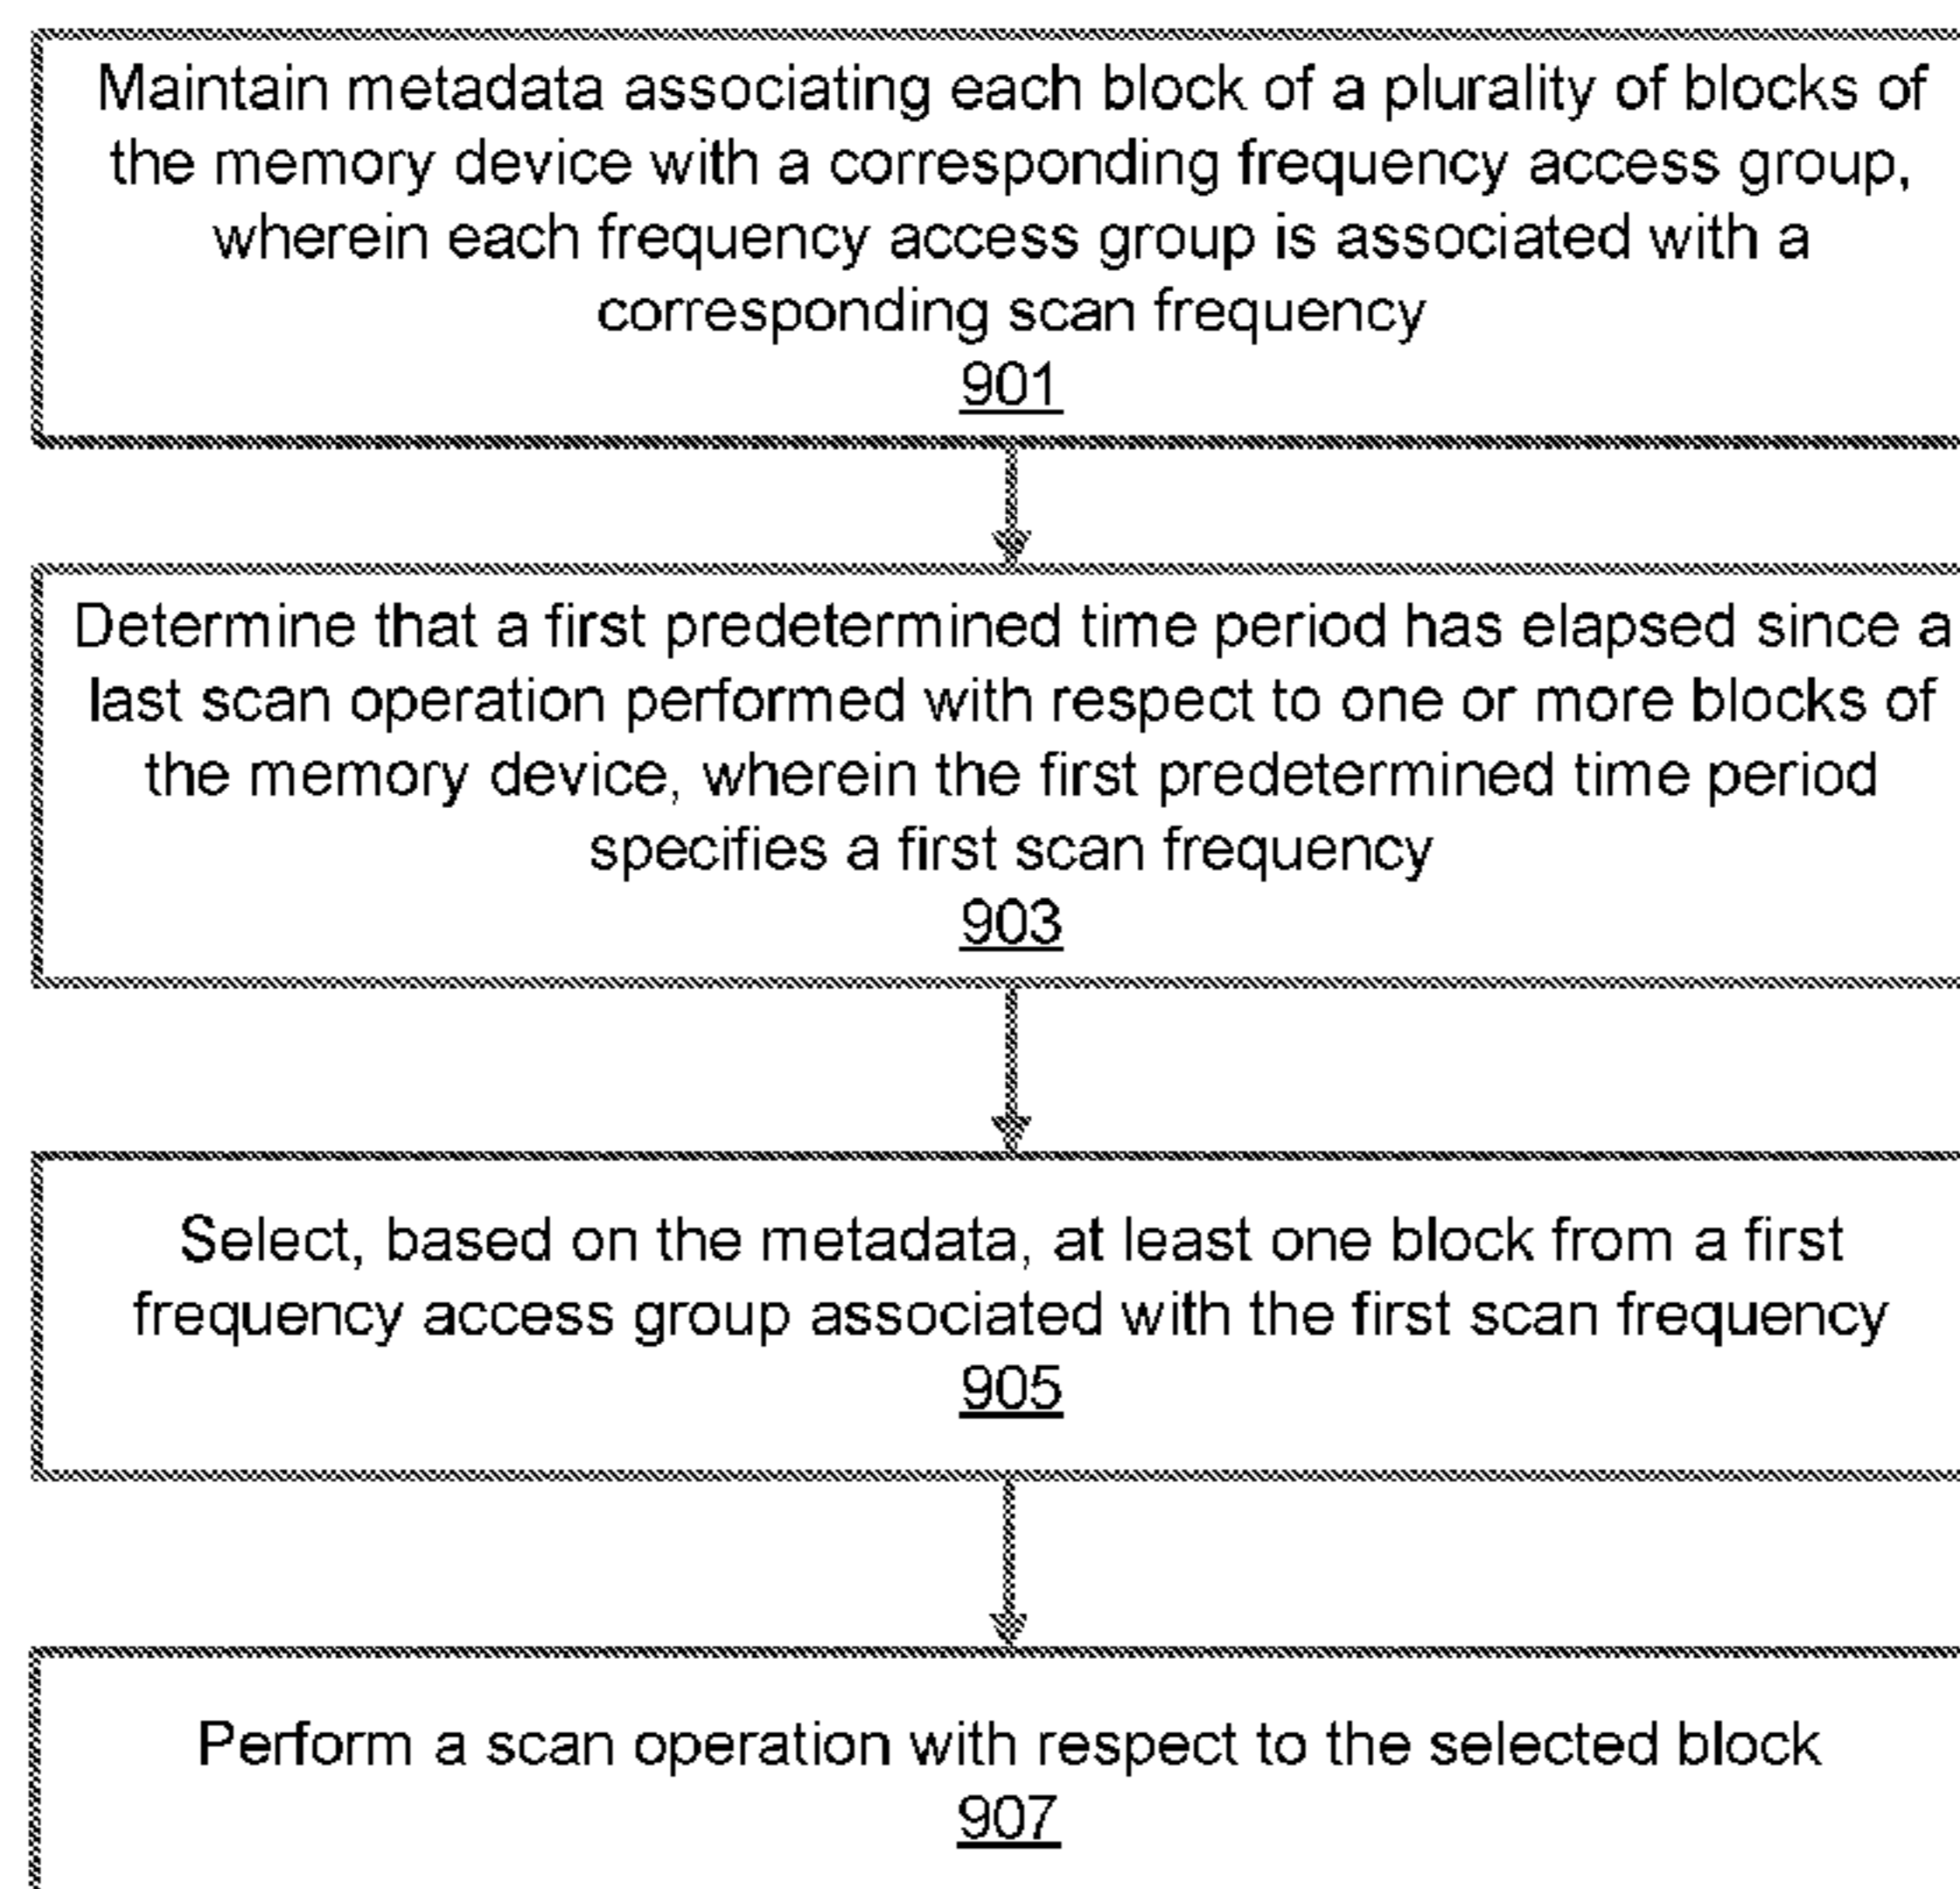 Maintain metadata associating each block of a plurality of blocks of
the memory device with a corresponding frequency access group,
wherein each frequency access group is associated with a
corresponding scan frequency
901
Determine that a first predetermined time period has elapsed since a
last scan operation performed with respect to one or more blocks of
the memory device, wherein the first predetermined time period
specifies a first scan frequency
903
Select, based on the metadata, at least one block from a first
frequency access group associated with the first scan frequency
905
Perform a scan operation with respect to the selected block
907